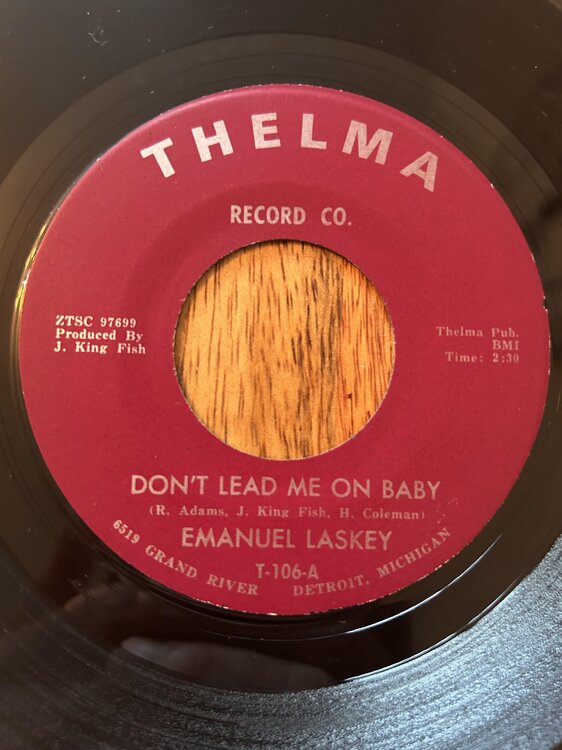 THELMA
RECORD CO.
ZTSC 97699
Produced By
J. King Fish
Thelma Pub.
BMI
Time: 2:30
DON'T LEAD ME ON BABY
(R. Adams, J. King Fish, H. Coleman)
EMANUEL LASKEY
T-106-A
6519 GRAND RIVER DETROIT, MICHIGAN